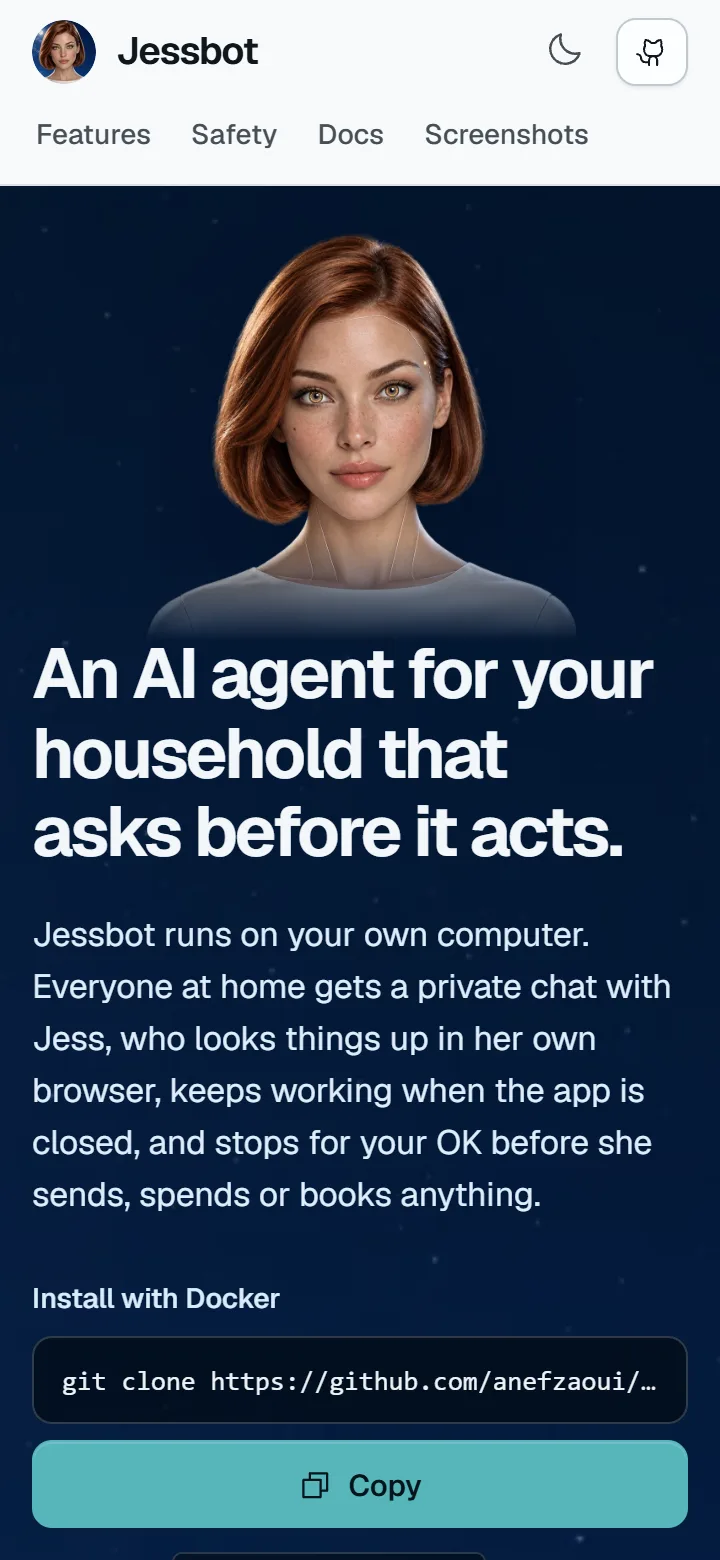 Jessbot
Features Safety Docs Screenshots
An AI agent for your
household that
asks before it acts.
Jessbot runs on your own computer.
Everyone at home gets a private chat with
Jess, who looks things up in her own
browser, keeps working when the app is
closed, and stops for your OK before she
sends, spends or books anything.
Install with Docker
git clone https://github.com/anefzaoui/…
Copy